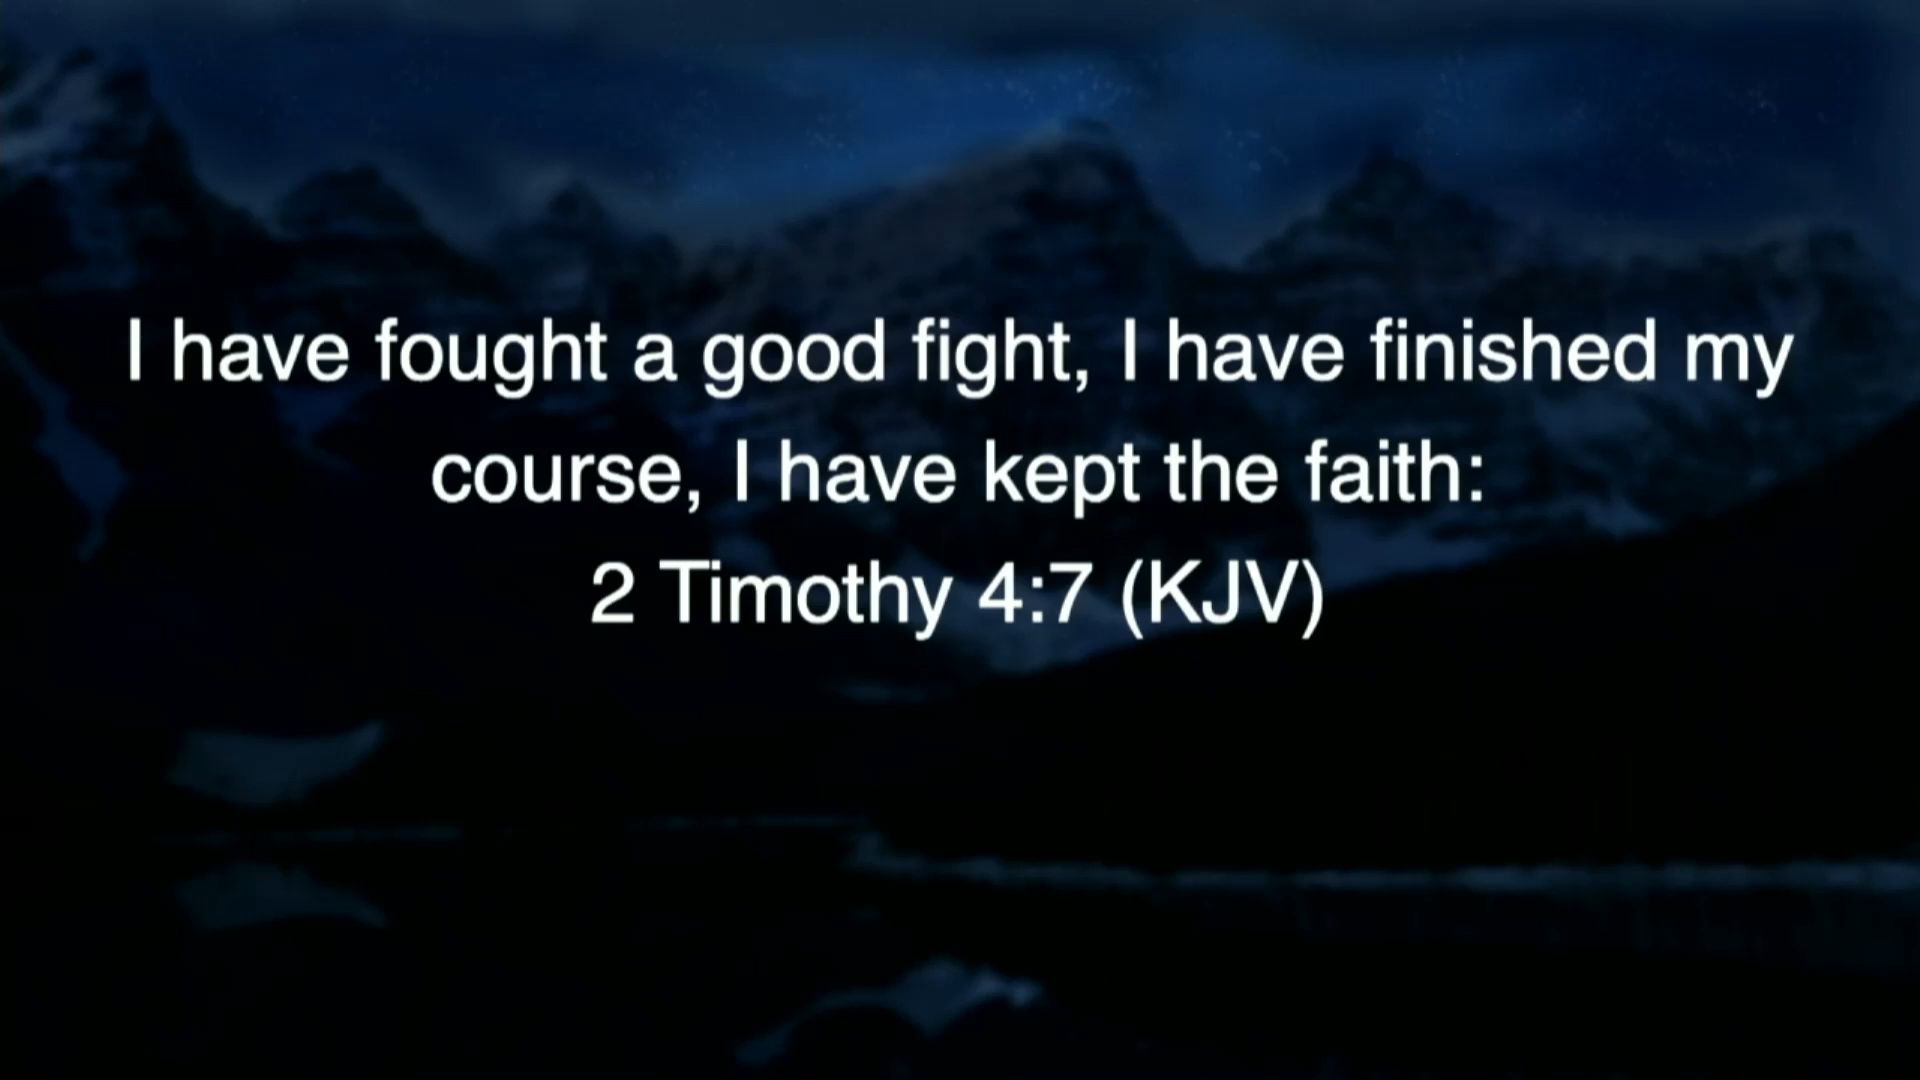 I have fought a good fight, I have finished my
course, I have kept the faith:
2 Timothy 4:7 (KJV)